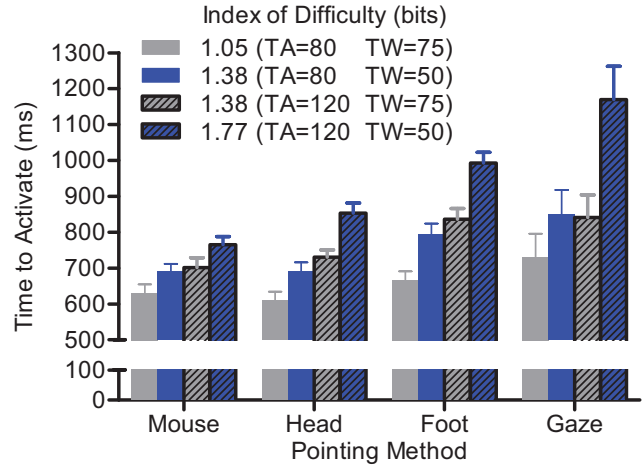 Index of Difficulty (bits)
1.05 (TA=80 TW=75)
1.38 (TA=80 TW=50)
1.38 (TA=120 TW=75)
1.77 (TA=120 TW=50)
Time to Activate (ms)
1300
1200
1100
1000
900
800
700
600
500
100
0
Mouse Head Foot Gaze
Pointing Method